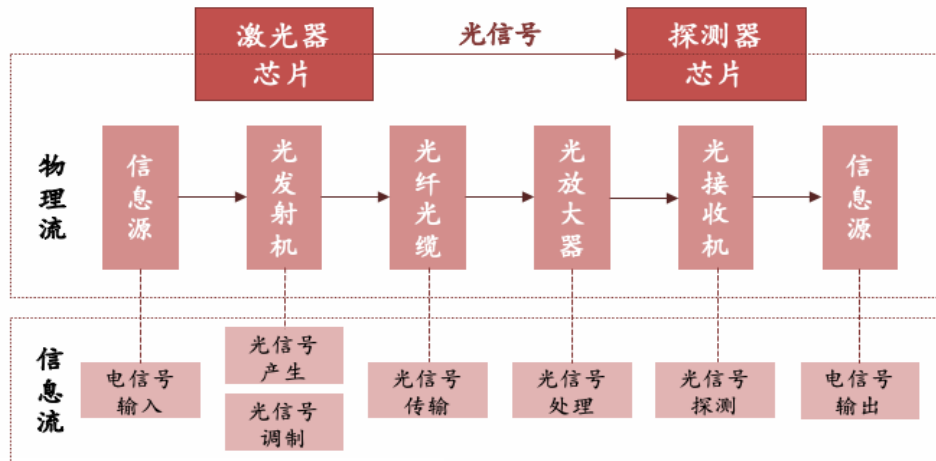 激光器
芯片
光信号
探测器
芯片
物理流
信息源
光发射机
光纤光缆
光放大器
光接收机
信息源
信息流
电信号
输入
光信号
产生
光信号
调制
光信号
传输
光信号
处理
光信号
探测
电信号
输出